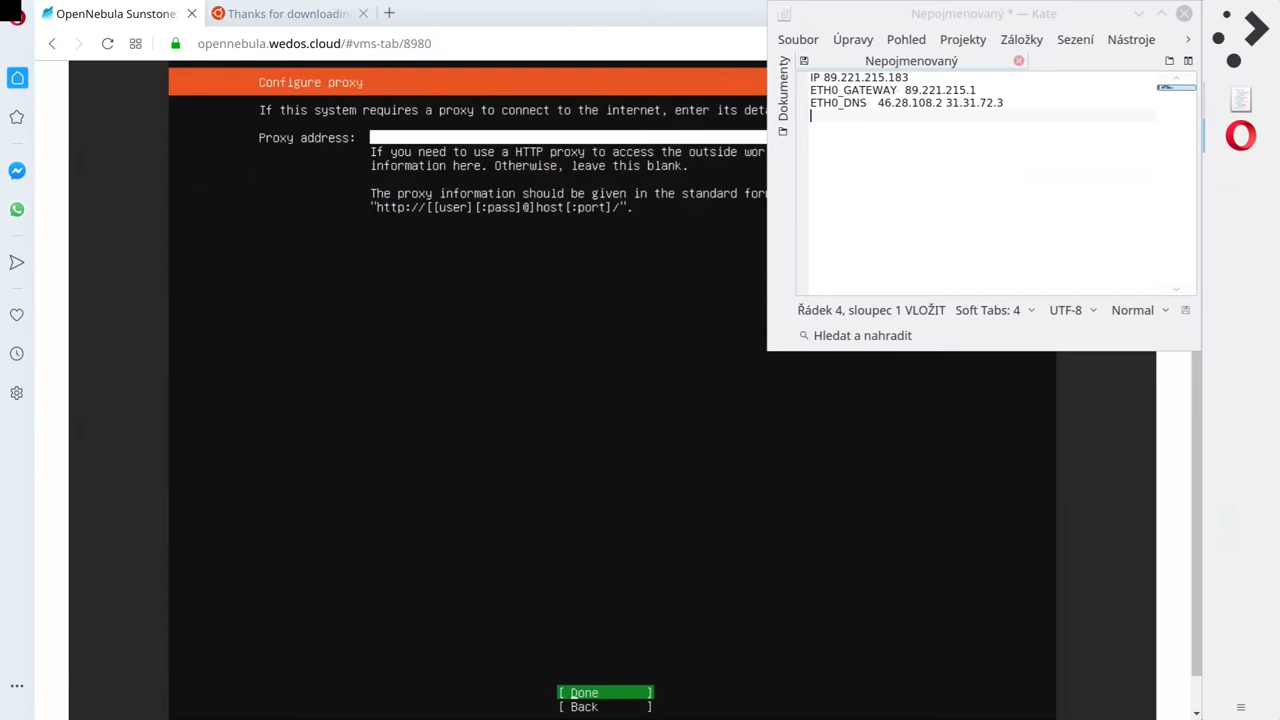 OpenNebula Sunstone:
Thanks for downloadin
opennebula.wedos.cloud/#vms-tab/8980
Configure proxy
If this system requires a proxy to connect to the internet, enter its deta
Proxy address:
If you need to use a HTTP proxy to access the outside wor
information here. Otherwise, leave this blank.
The proxy information should be given in the standard for
"http://[[user][:pass]@]host[:port]/".
[ Done ]
[ Back ]
Nepojmenovaný * — Kate
Soubor Úpravy Pohled Projekty Záložky Sezení Nástroje
Nepojmenovaný
Dokumenty
IP 89.221.215.183
ETH0_GATEWAY 89.221.215.1
ETH0_DNS 46.28.108.2 31.31.72.3
Řádek 4, sloupec 1 VLOŽIT Soft Tabs: 4 UTF-8 Normal
Hledat a nahradit